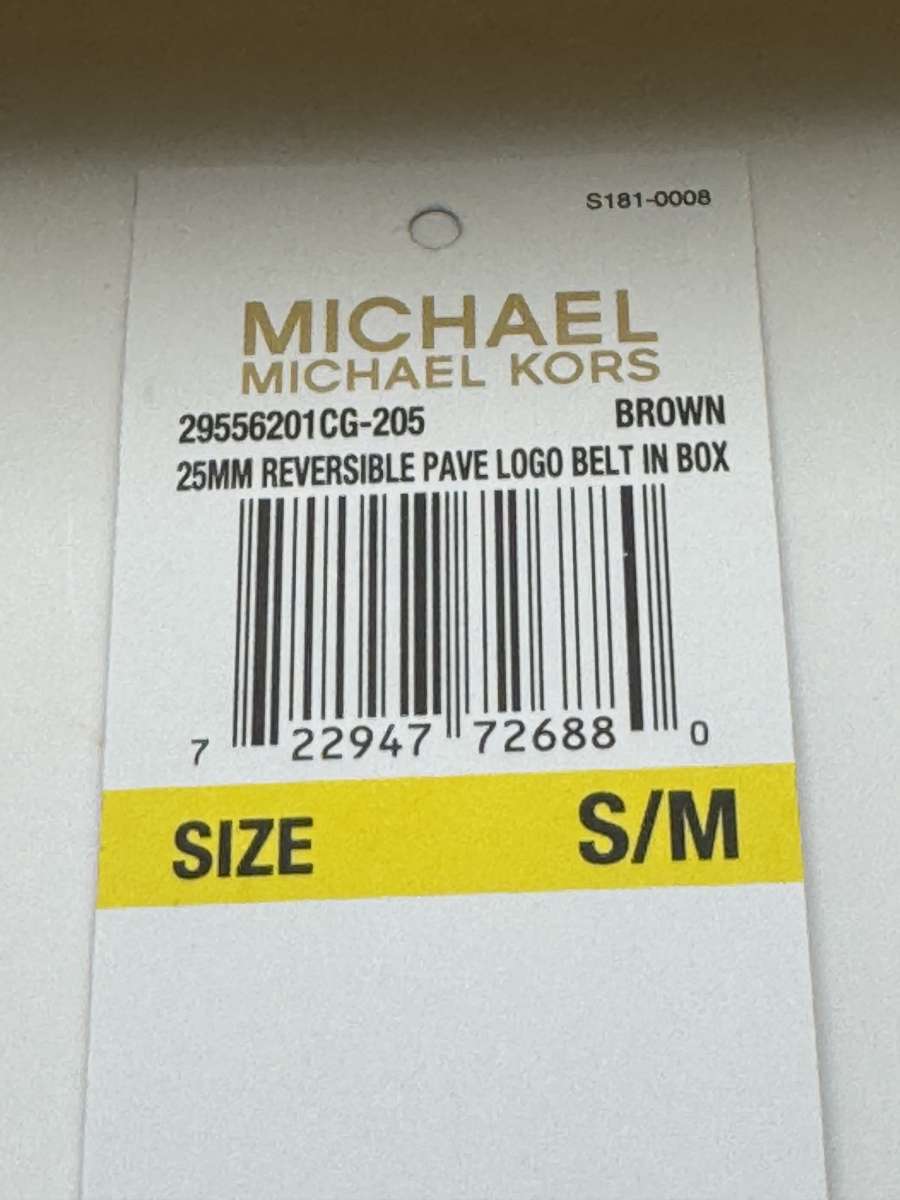 S181-0008
MICHAEL
MICHAEL KORS
29556201CG-205 BROWN
25MM REVERSIBLE PAVE LOGO BELT IN BOX
7 22947 72688 0
SIZE S/M